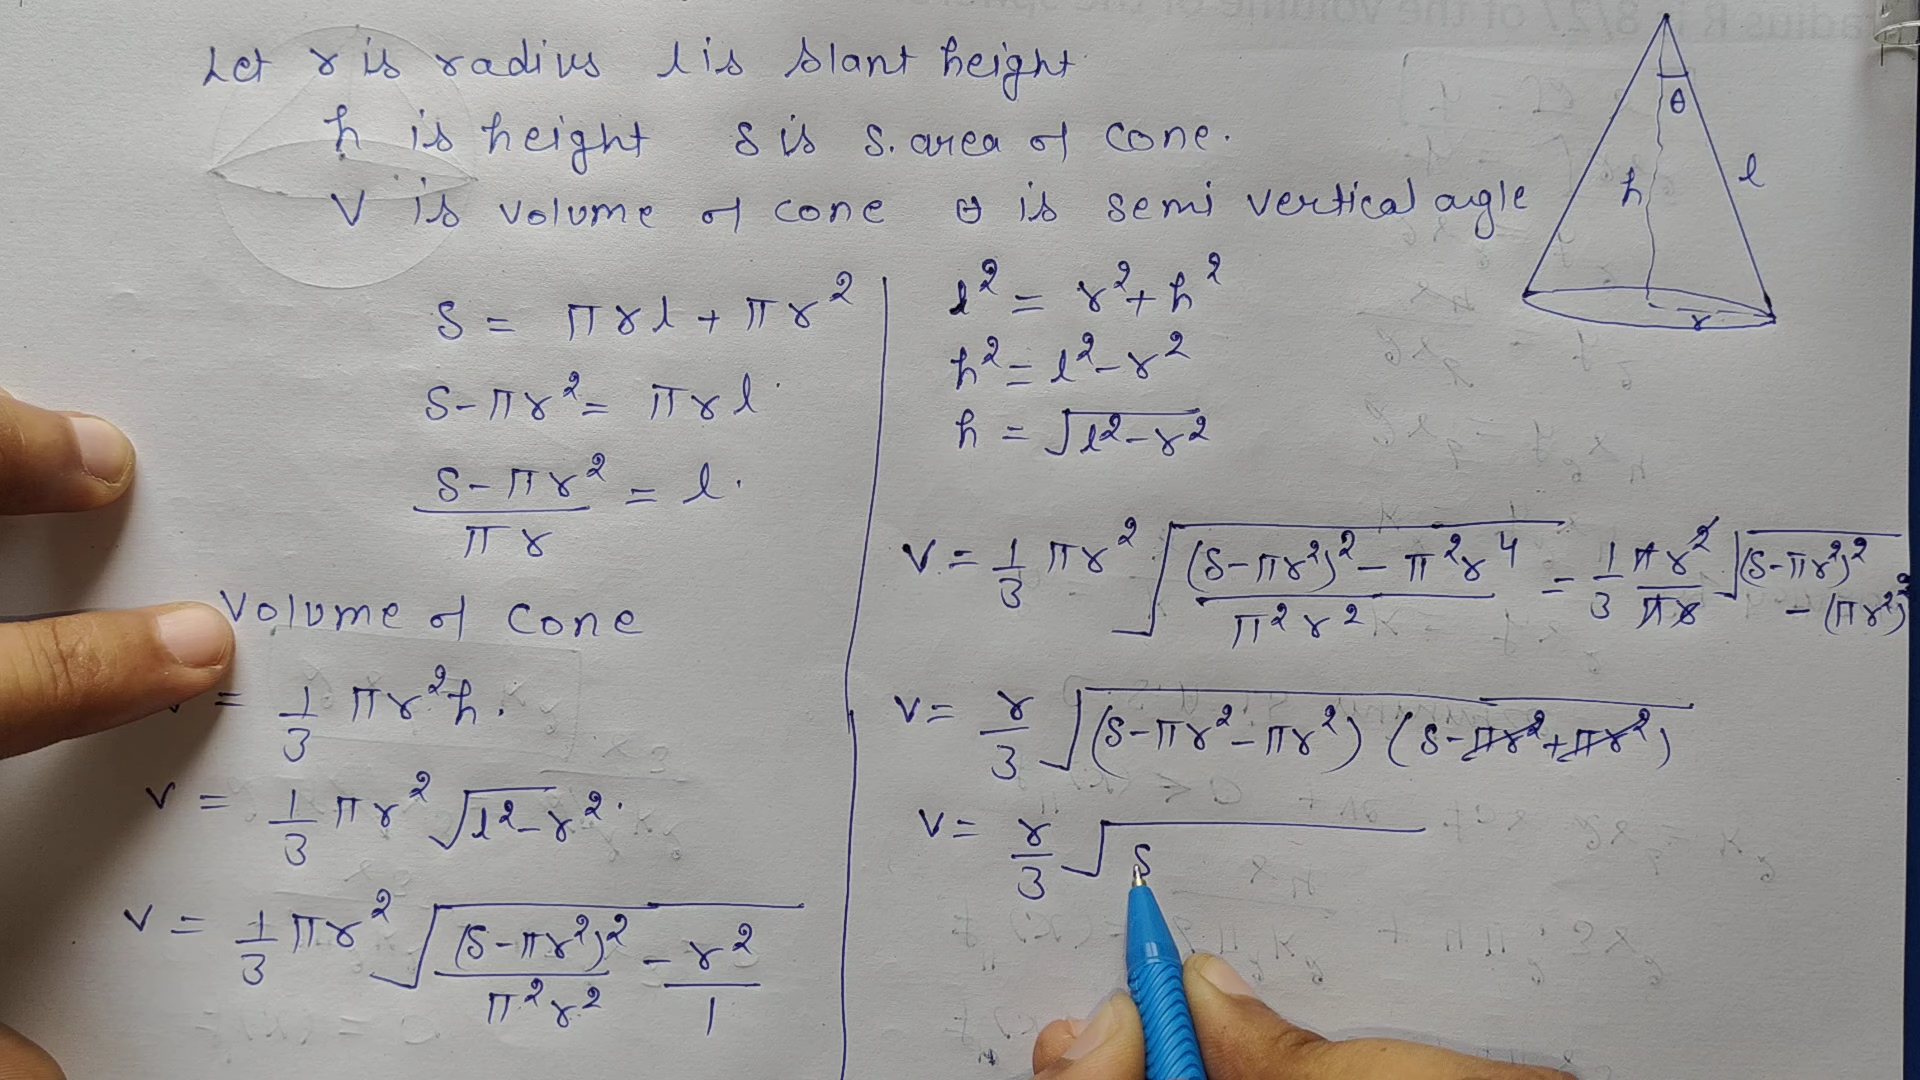 Let r is radius l is slant height
h is height S is S. area of cone.
V is volume of cone θ is semi vertical agle
θ
h
l
r
S = πrl + πr²
S - πr² = πrl
(S - πr²)/(πr) = l.
Volume of cone
v = 1/3 πr²h.
v = 1/3 πr² √(l² - r²).
v = 1/3 πr² √((S - πr²)²/(π²r²) - r²/1)
l² = r² + h²
h² = l² - r²
h = √(l² - r²)
V = 1/3 πr² √(((S - πr²)² - π²r⁴)/(π²r²)) = 1/3 πr²/(πr) √((S - πr²)² - (πr²)²)
V = r/3 √((S - πr² - πr²) (S - πr² + πr²))
V = r/3 √(S